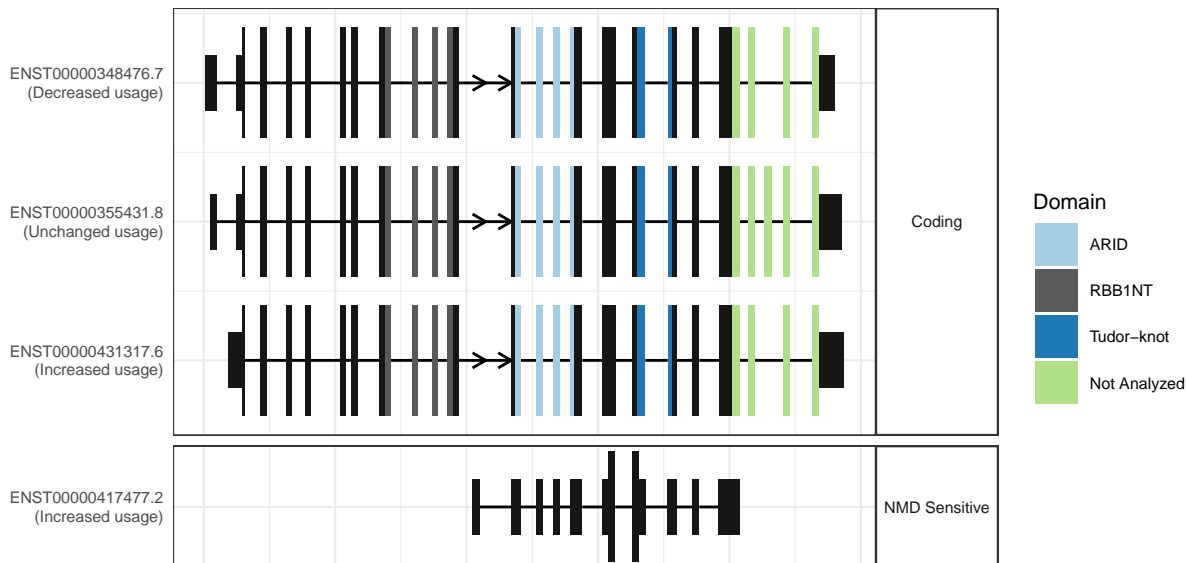 ENST00000348476.7
(Decreased usage)
ENST00000355431.8
(Unchanged usage)
ENST00000431317.6
(Increased usage)
ENST00000417477.2
(Increased usage)
Coding
NMD Sensitive
Domain
ARID
RBB1NT
Tudor−knot
Not Analyzed